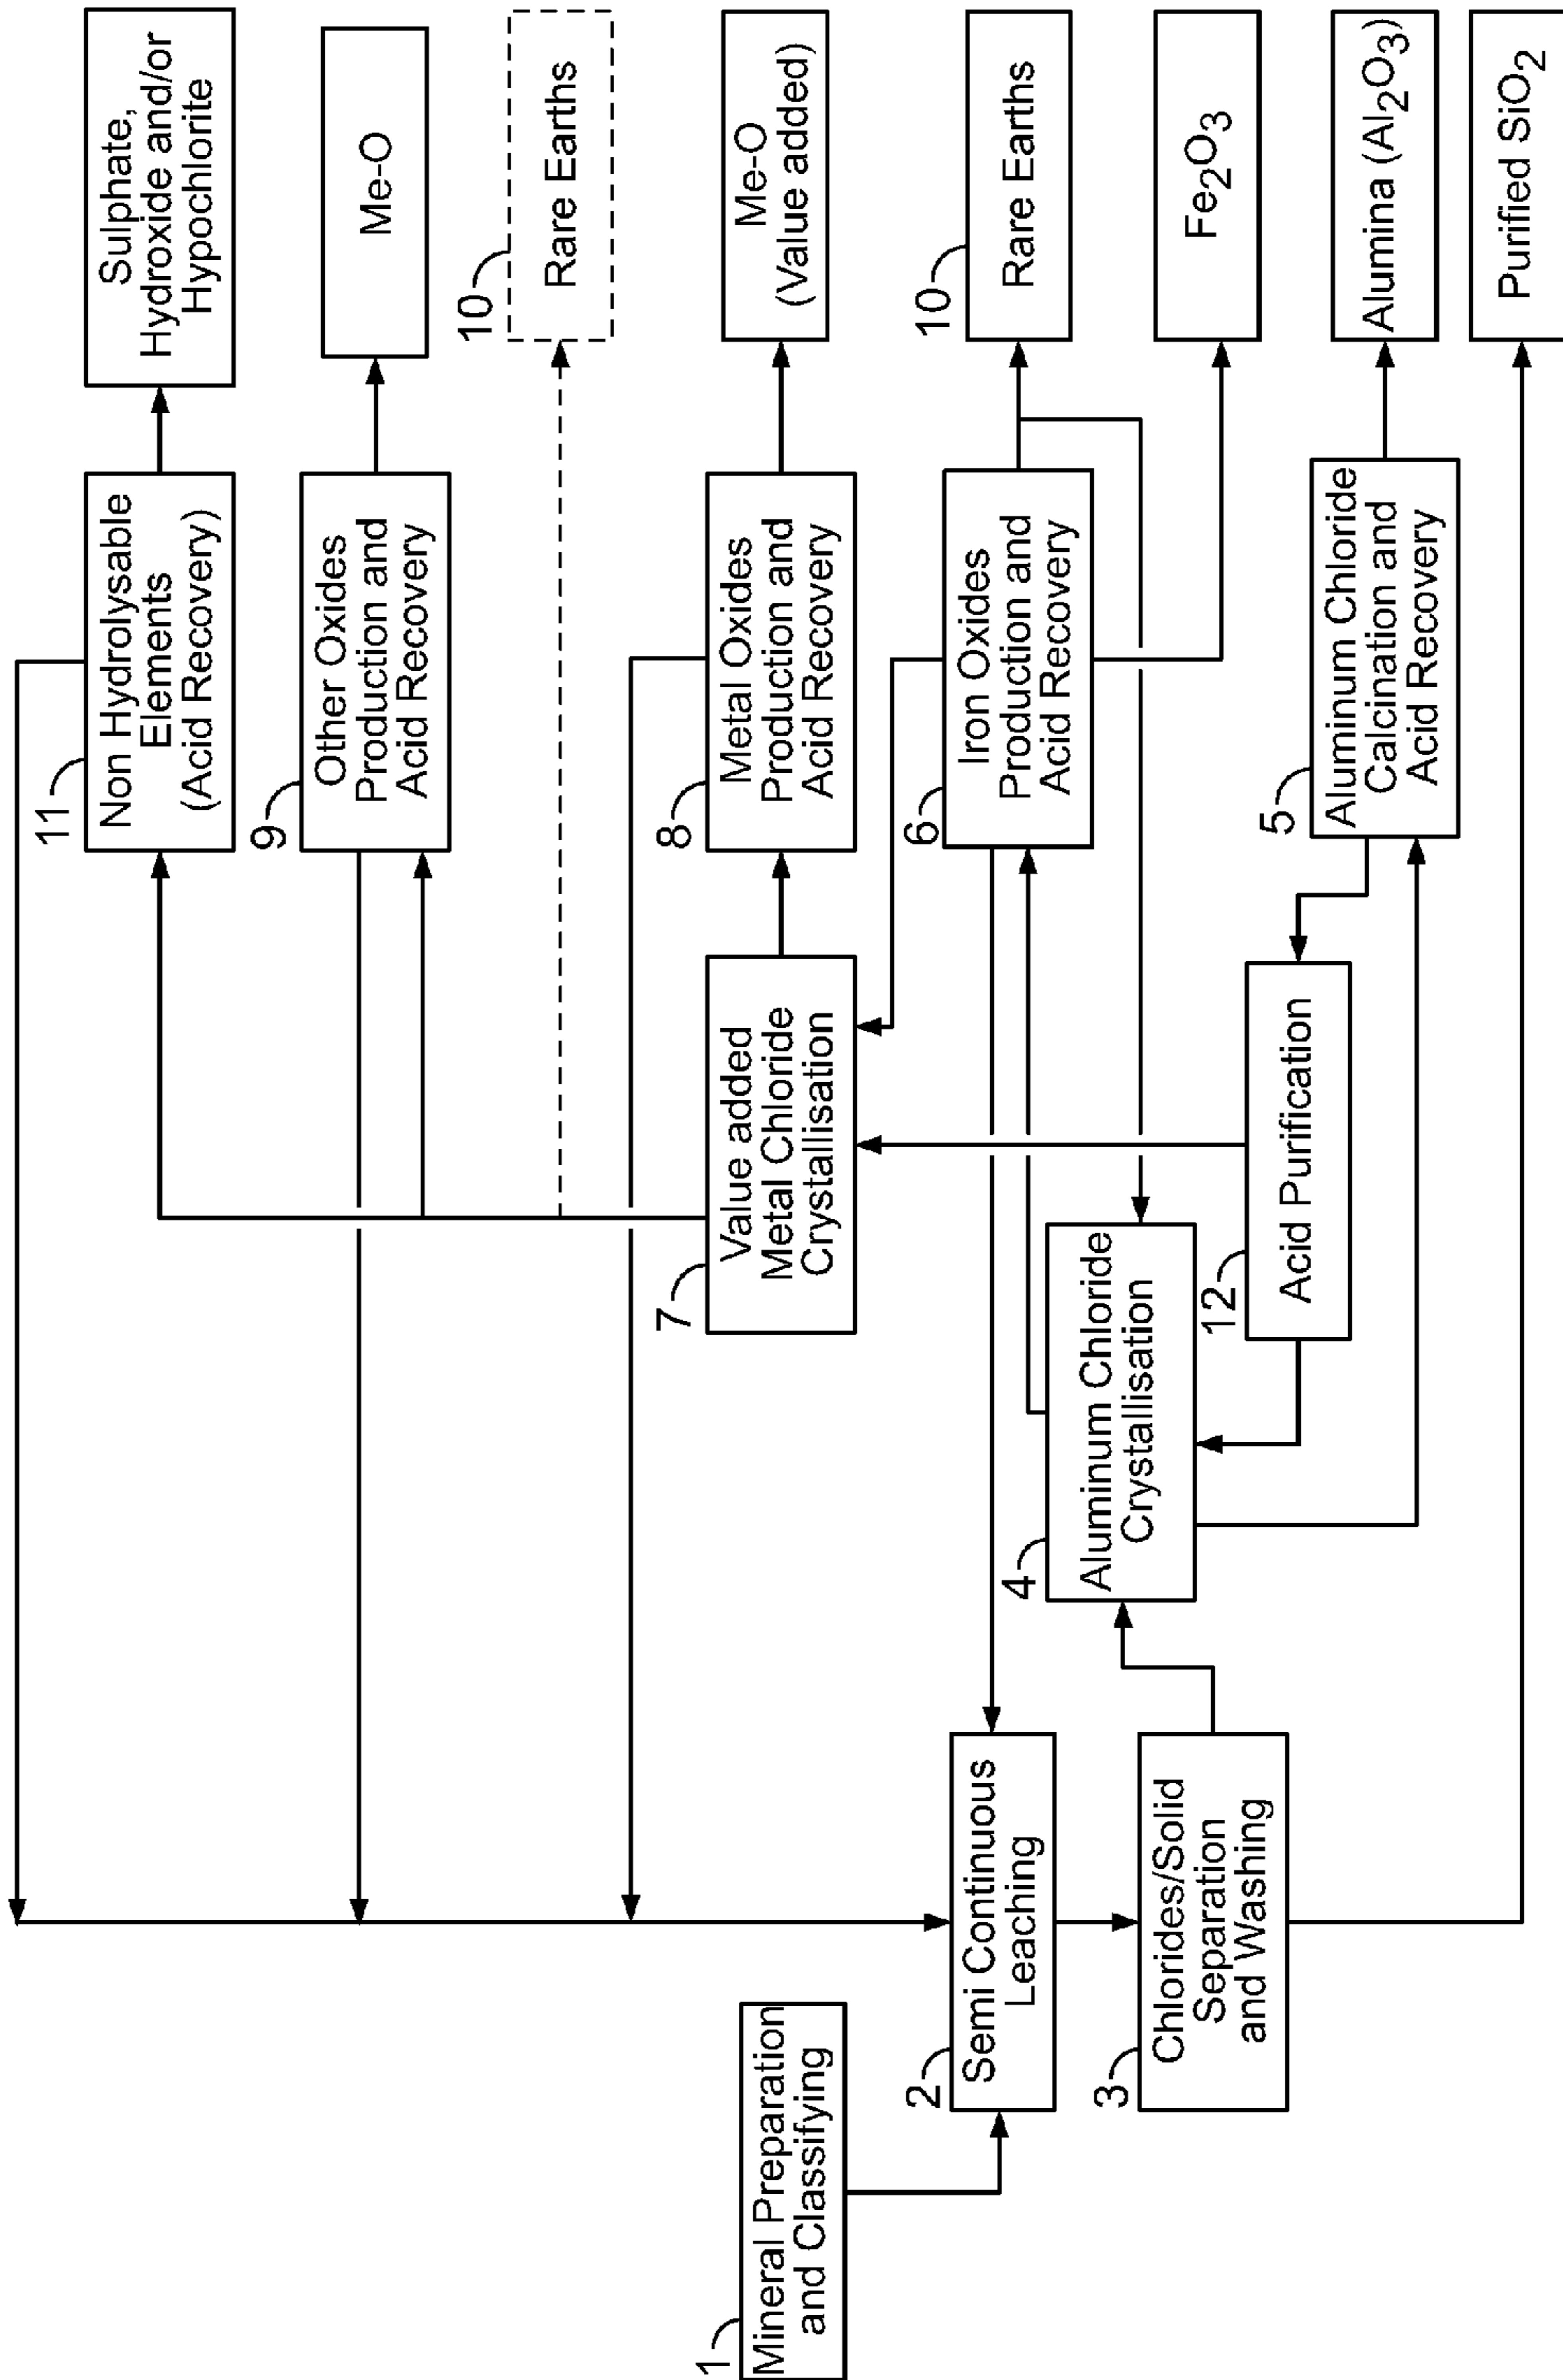 11
Non Hydrolysable
Elements
(Acid Recovery)
Sulphate,
Hydroxide and/or
Hypochlorite
9
Other Oxides
Production and
Acid Recovery
Me-O
10
Rare Earths
1
Mineral Preparation
and Classifying
7
Value added
Metal Chloride
Crystallisation
8
Metal Oxides
Production and
Acid Recovery
Me-O
(Value added)
2
Semi Continuous
Leaching
6
Iron Oxides
Production and
Acid Recovery
10
Rare Earths
3
Chlorides/Solid
Separation
and Washing
4
Aluminum Chloride
Crystallisation
Fe₂O₃
12
Acid Purification
5
Aluminum Chloride
Calcination and
Acid Recovery
Alumina (Al₂O₃)
Purified SiO₂